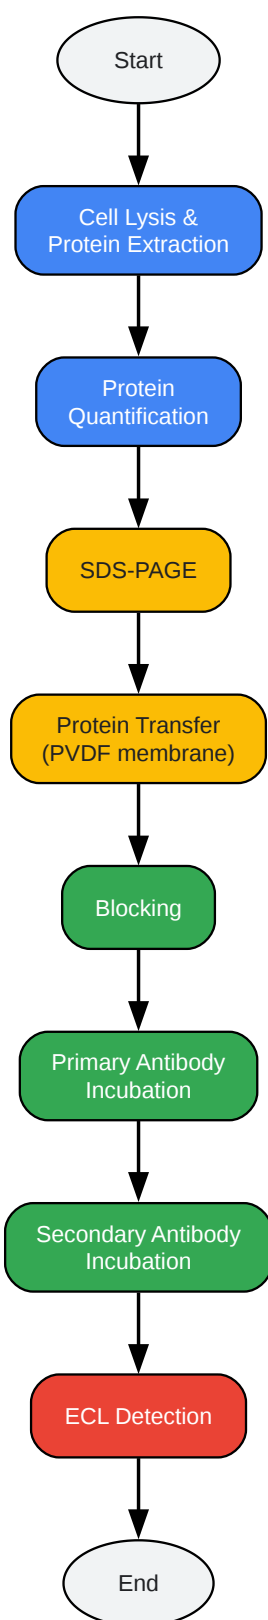 Start
Cell Lysis &
Protein Extraction
Protein
Quantification
SDS-PAGE
Protein Transfer
(PVDF membrane)
Blocking
Primary Antibody
Incubation
Secondary Antibody
Incubation
ECL Detection
End